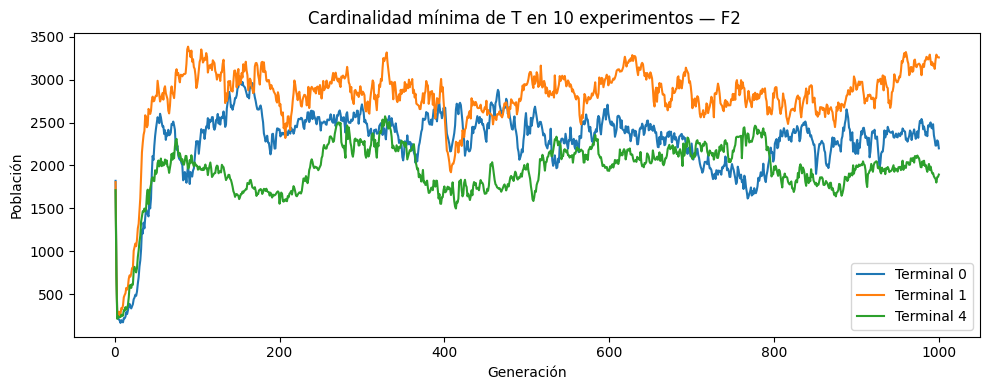 Cardinalidad mínima de T en 10 experimentos — F2
Población
3500
3000
2500
2000
1500
1000
500
0
200
400
600
800
1000
Generación
Terminal 0
Terminal 1
Terminal 4